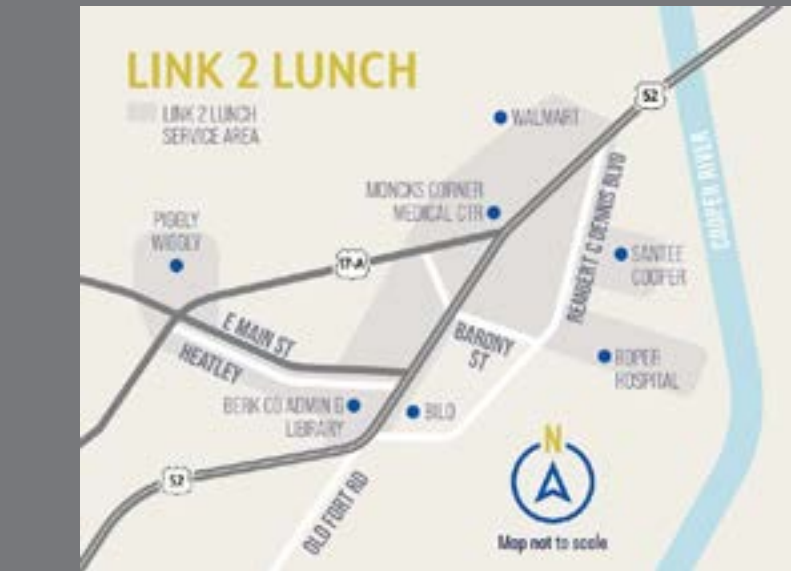 LINK 2 LUNCH
LINK 2 LUNCH
SERVICE AREA
52
WALMART
MONCKS CORNER
MEDICAL CTR
PIGGLY
WIGGLY
17-A
REMBERT C DENNIS BLVD
COOPER RIVER
SANTEE
COOPER
E MAIN ST
HEATLEY
BARONY
ST
ROPER
HOSPITAL
BERK CO ADMIN &
LIBRARY
BILO
52
OLD FORT RD
N
Map not to scale